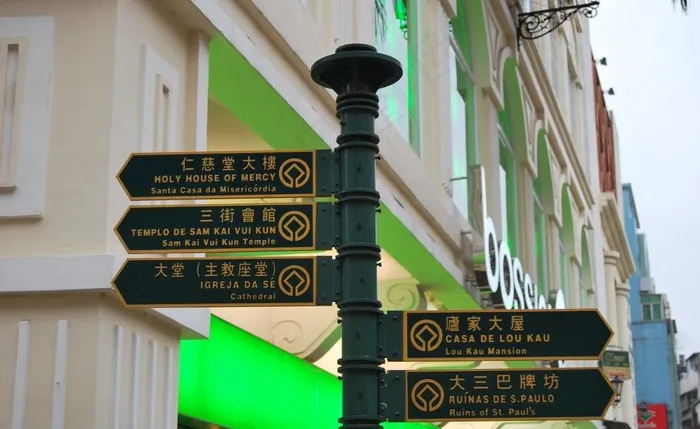 仁慈堂大樓
HOLY HOUSE OF MERCY
Santa Casa da Misericórdia
三街會館
TEMPLO DE SAM KAI VUI KUN
Sam Kai Vui Kun Temple
大堂（主教座堂）
IGREJA DA SÉ
Cathedral
盧家大屋
CASA DE LOU KAU
Lou Kau Mansion
大三巴牌坊
RUÍNAS DE S.PAULO
Ruins of St. Paul's
bossini